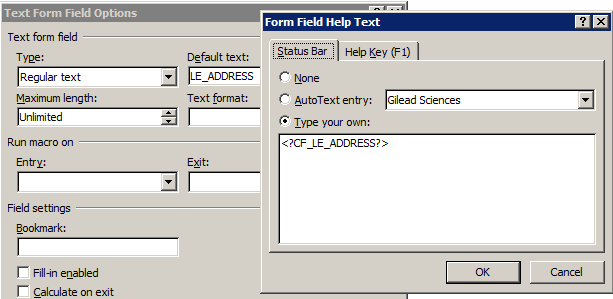 Text Form Field Options
Text form field
Type:
Default text:
Regular text
LE_ADDRESS
Maximum length:
Text format:
Unlimited
Run macro on
Entry:
Exit:
Field settings
Bookmark:
Fill-in enabled
Calculate on exit
Form Field Help Text
Status Bar
Help Key (F1)
None
AutoText entry:
Gilead Sciences
Type your own:
<?CF_LE_ADDRESS?>
OK
Cancel